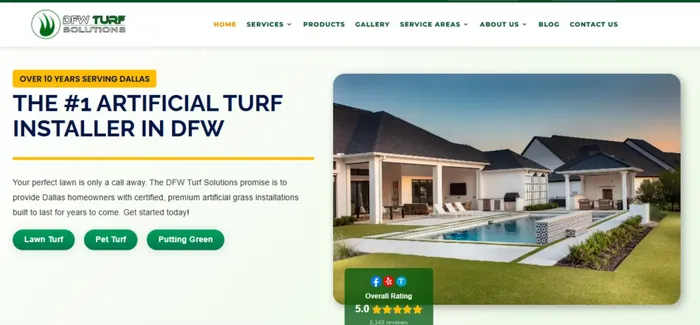 DFW TURF
SOLUTIONS
HOME SERVICES PRODUCTS GALLERY SERVICE AREAS ABOUT US BLOG CONTACT US
OVER 10 YEARS SERVING DALLAS
THE #1 ARTIFICIAL TURF
INSTALLER IN DFW
Your perfect lawn is only a call away. The DFW Turf Solutions promise is to
provide Dallas homeowners with certified, premium artificial grass installations
built to last for years to come. Get started today!
Lawn Turf Pet Turf Putting Green
Overall Rating
5.0
2,343 reviews